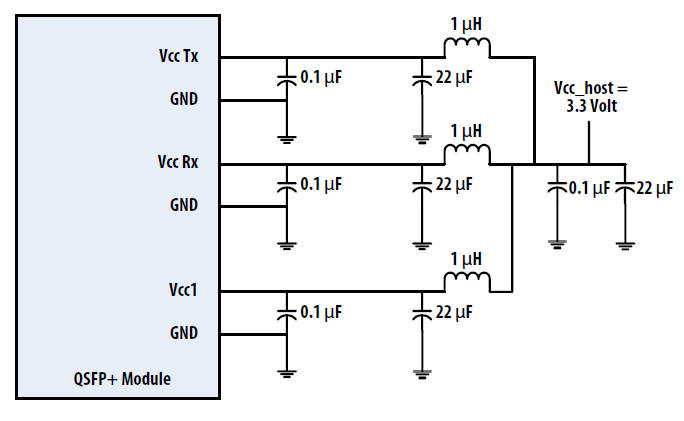 1 µH
Vcc Tx
0.1 µF
22 µF
Vcc_host =
3.3 Volt
GND
1 µH
Vcc Rx
0.1 µF
22 µF
0.1 µF
22 µF
GND
1 µH
Vcc1
0.1 µF
22 µF
GND
QSFP+ Module